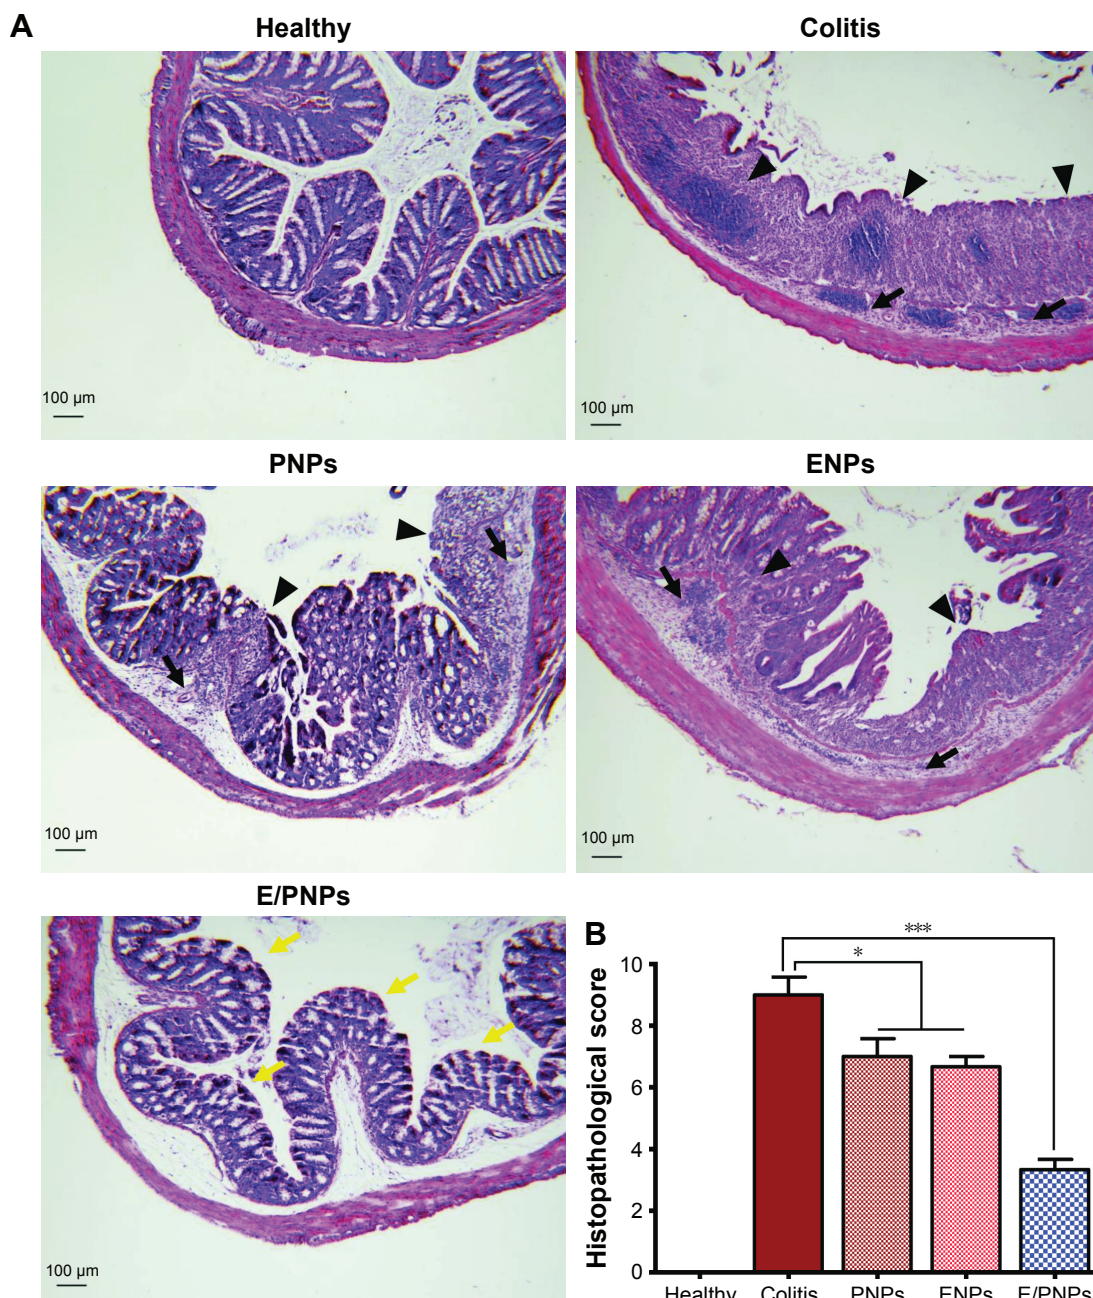 A
Healthy
Colitis
100 µm
100 µm
PNPs
ENPs
100 µm
100 µm
E/PNPs
100 µm
B
***
*
Histopathological score
10
8
6
4
2
0
Healthy Colitis PNPs ENPs E/PNPs